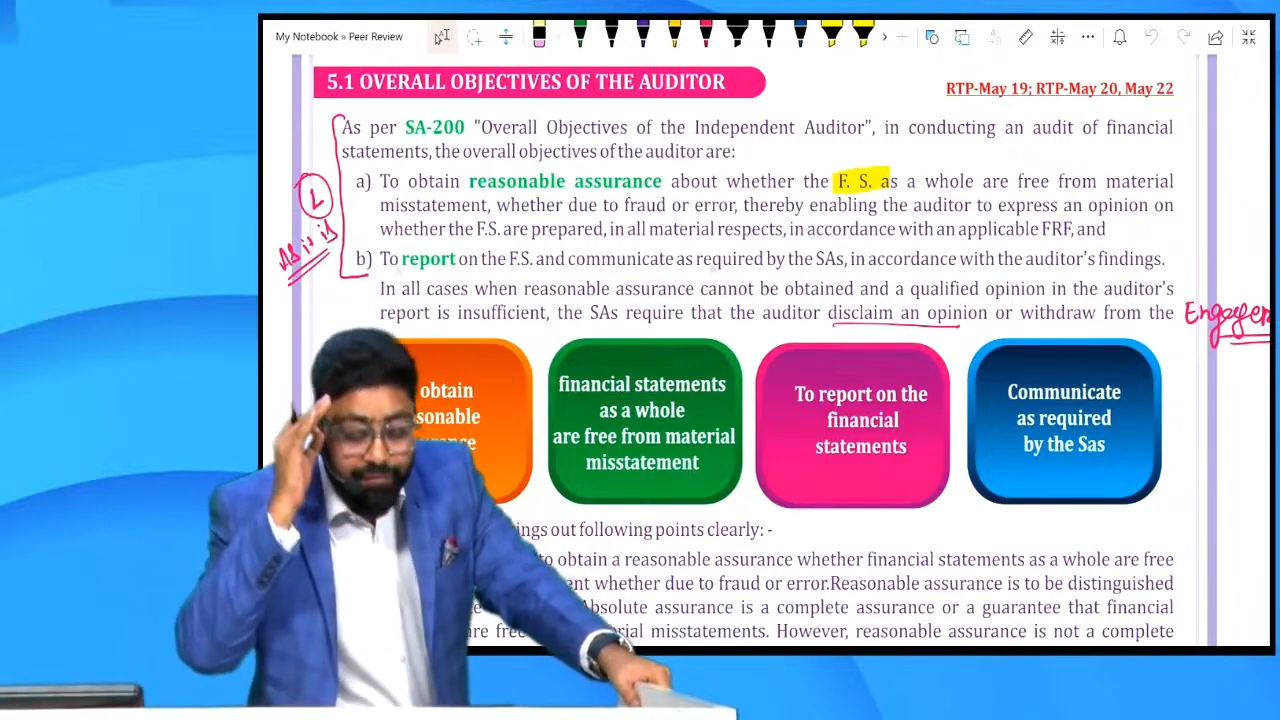 My Notebook » Peer Review
5.1 OVERALL OBJECTIVES OF THE AUDITOR
RTP-May 19; RTP-May 20, May 22
As per SA-200 "Overall Objectives of the Independent Auditor", in conducting an audit of financial
statements, the overall objectives of the auditor are:
a) To obtain reasonable assurance about whether the F. S. as a whole are free from material
misstatement, whether due to fraud or error, thereby enabling the auditor to express an opinion on
whether the F.S. are prepared, in all material respects, in accordance with an applicable FRF, and
L
As it is
b) To report on the F.S. and communicate as required by the SAs, in accordance with the auditor's findings.
In all cases when reasonable assurance cannot be obtained and a qualified opinion in the auditor's
report is insufficient, the SAs require that the auditor disclaim an opinion or withdraw from the
obtain
financial statements
as a whole
are free from material
misstatement
To report on the
financial
statements
Communicate
as required
by the Sas
following points clearly: -
to obtain a reasonable assurance whether financial statements as a whole are free
whether due to fraud or error.Reasonable assurance is to be distinguished
Absolute assurance is a complete assurance or a guarantee that financial
misstatements. However, reasonable assurance is not a complete